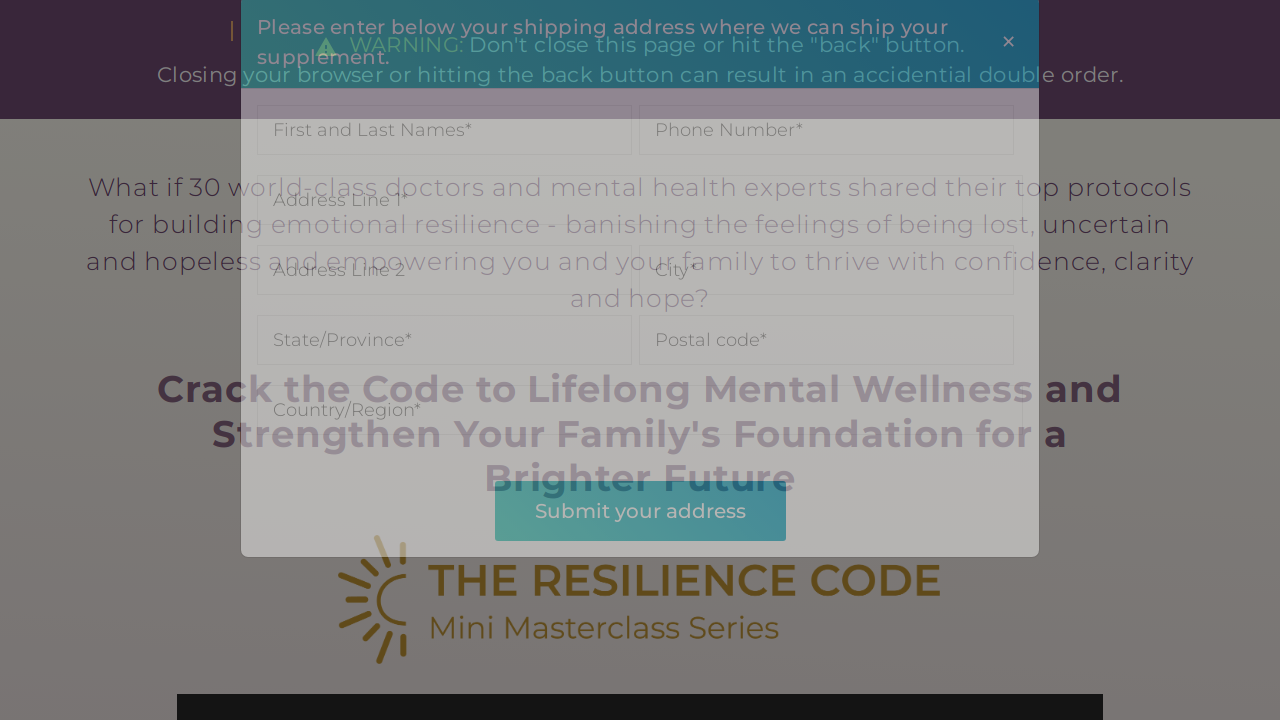 Please enter below your shipping address where we can ship your
supplement.
×
WARNING: Don't close this page or hit the "back" button.
Closing your browser or hitting the back button can result in an accidential double order.
First and Last Names*
Phone Number*
Address Line 1*
Address Line 2
City*
State/Province*
Postal code*
Country/Region*
Submit your address
What if 30 world-class doctors and mental health experts shared their top protocols
for building emotional resilience - banishing the feelings of being lost, uncertain
and hopeless and empowering you and your family to thrive with confidence, clarity
and hope?
Crack the Code to Lifelong Mental Wellness and
Strengthen Your Family's Foundation for a
Brighter Future
THE RESILIENCE CODE
Mini Masterclass Series